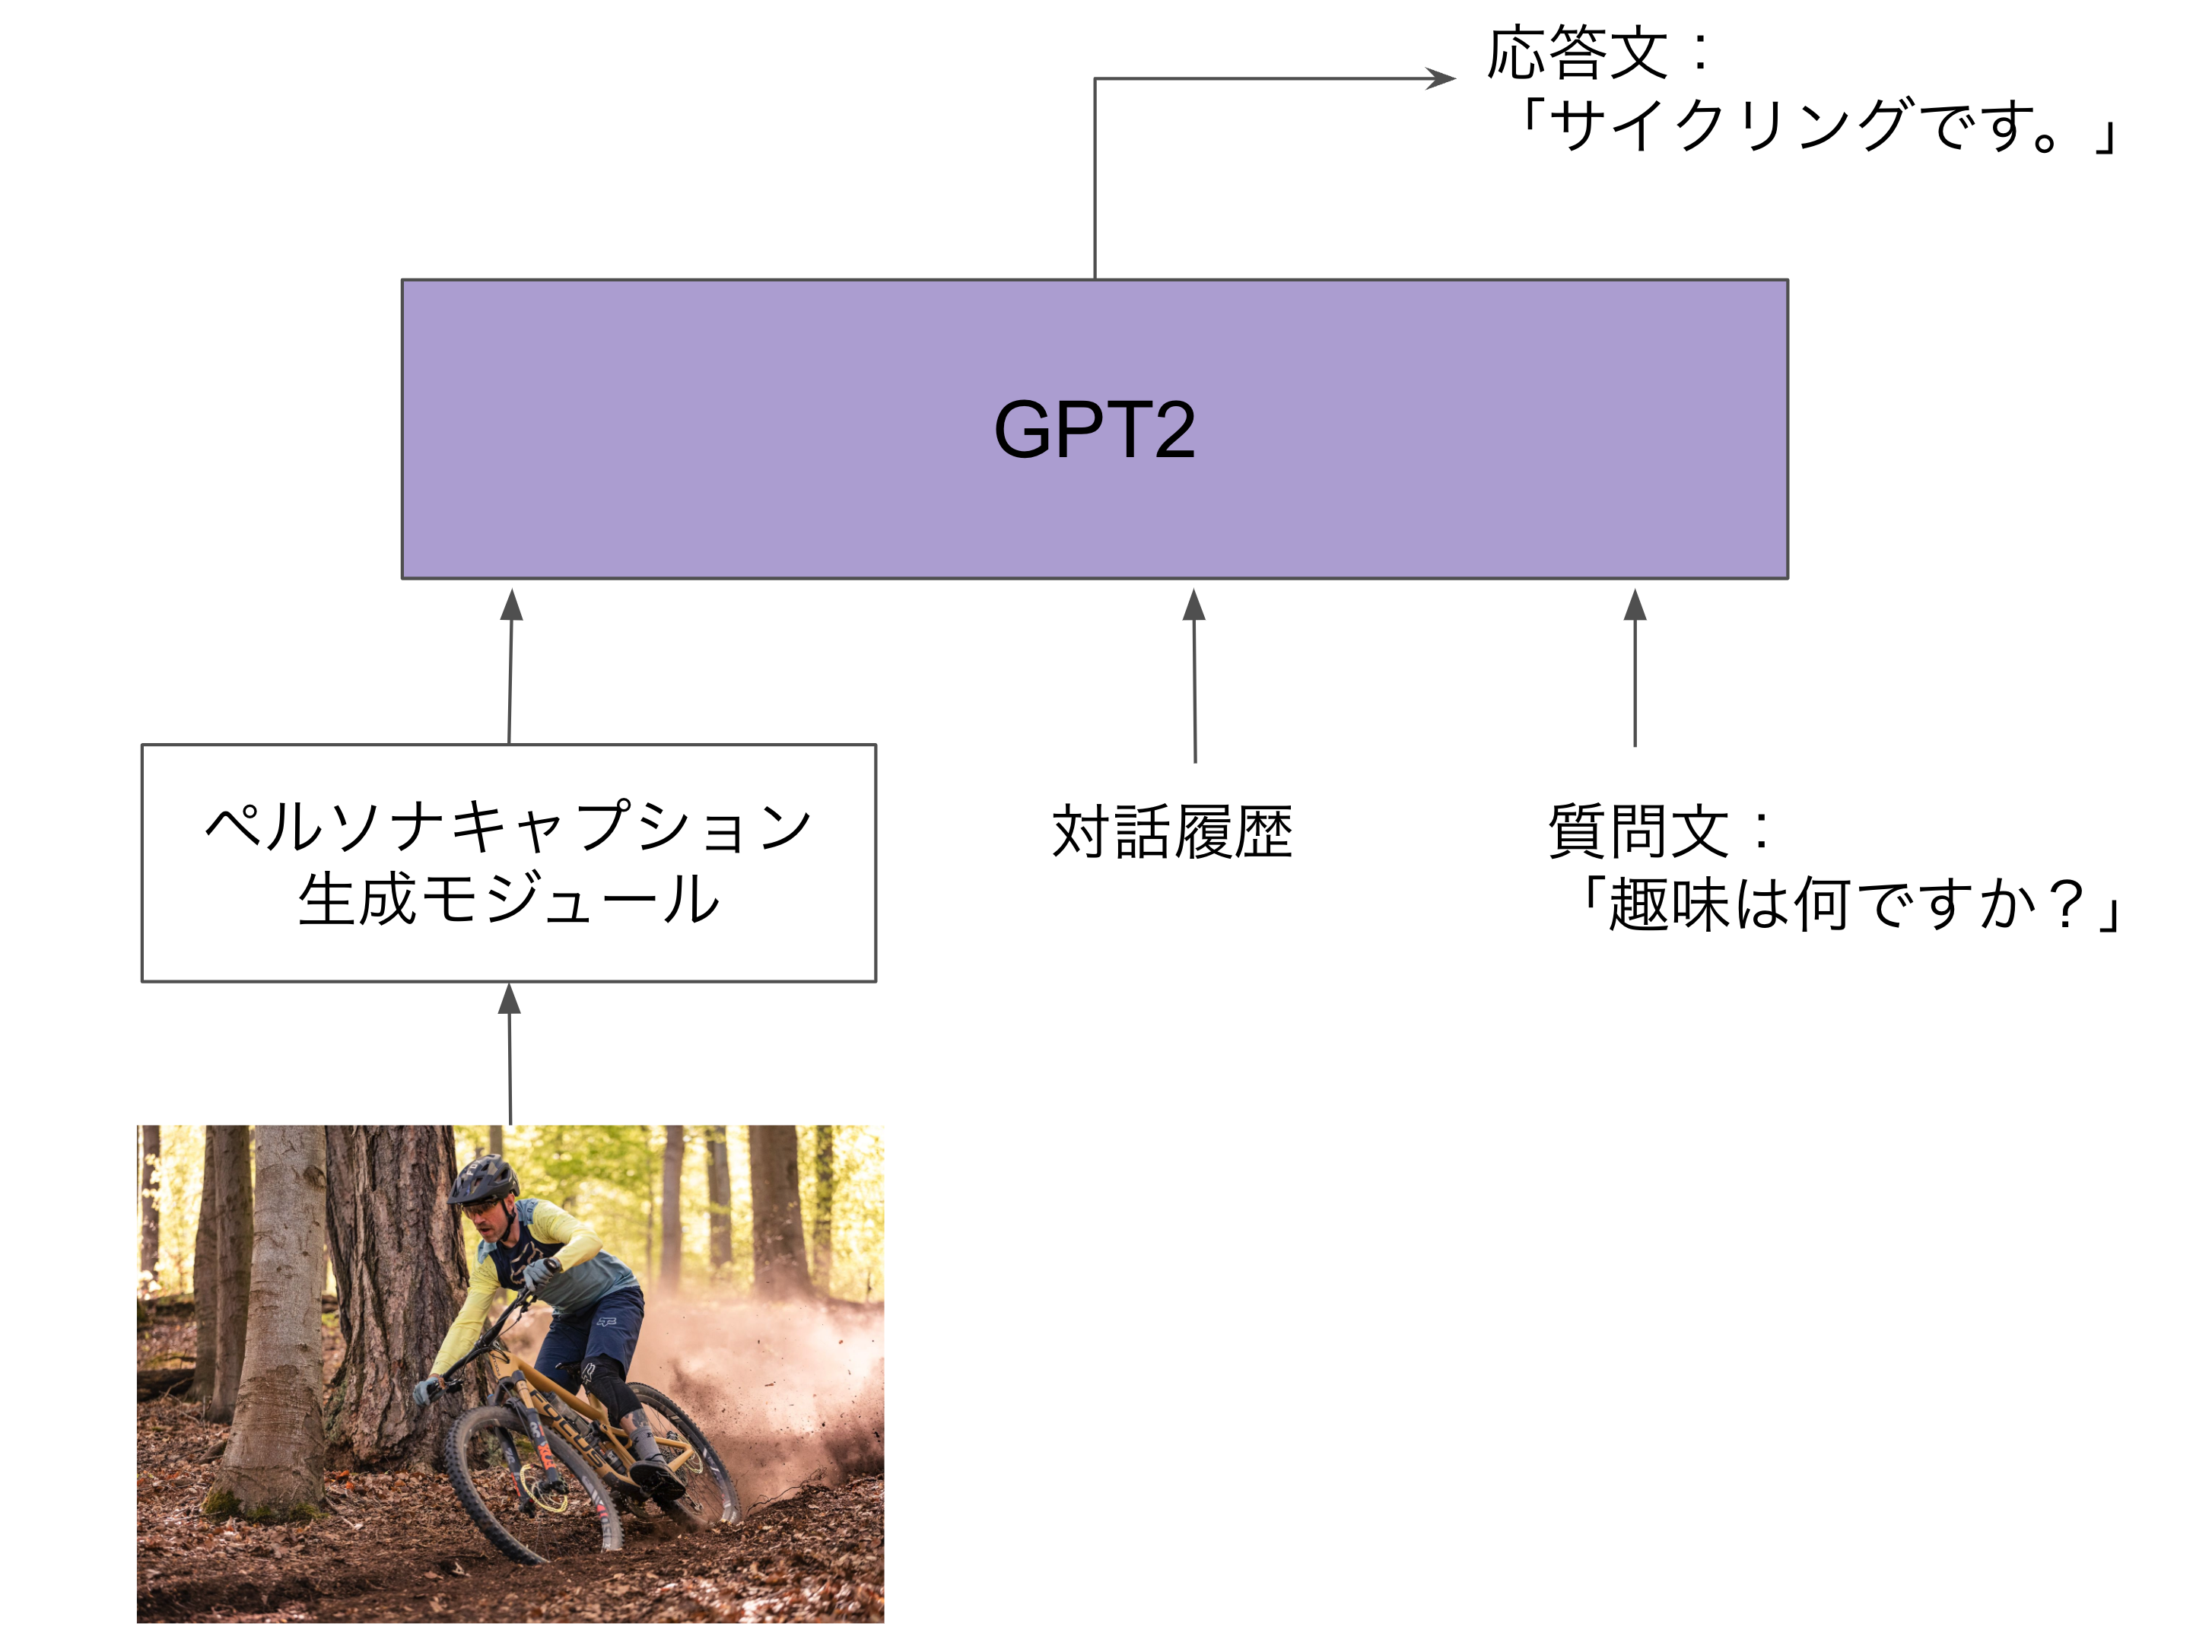 応答文：
「サイクリングです。」
GPT2
ペルソナキャプション
生成モジュール
対話履歴
質問文：
「趣味は何ですか？」